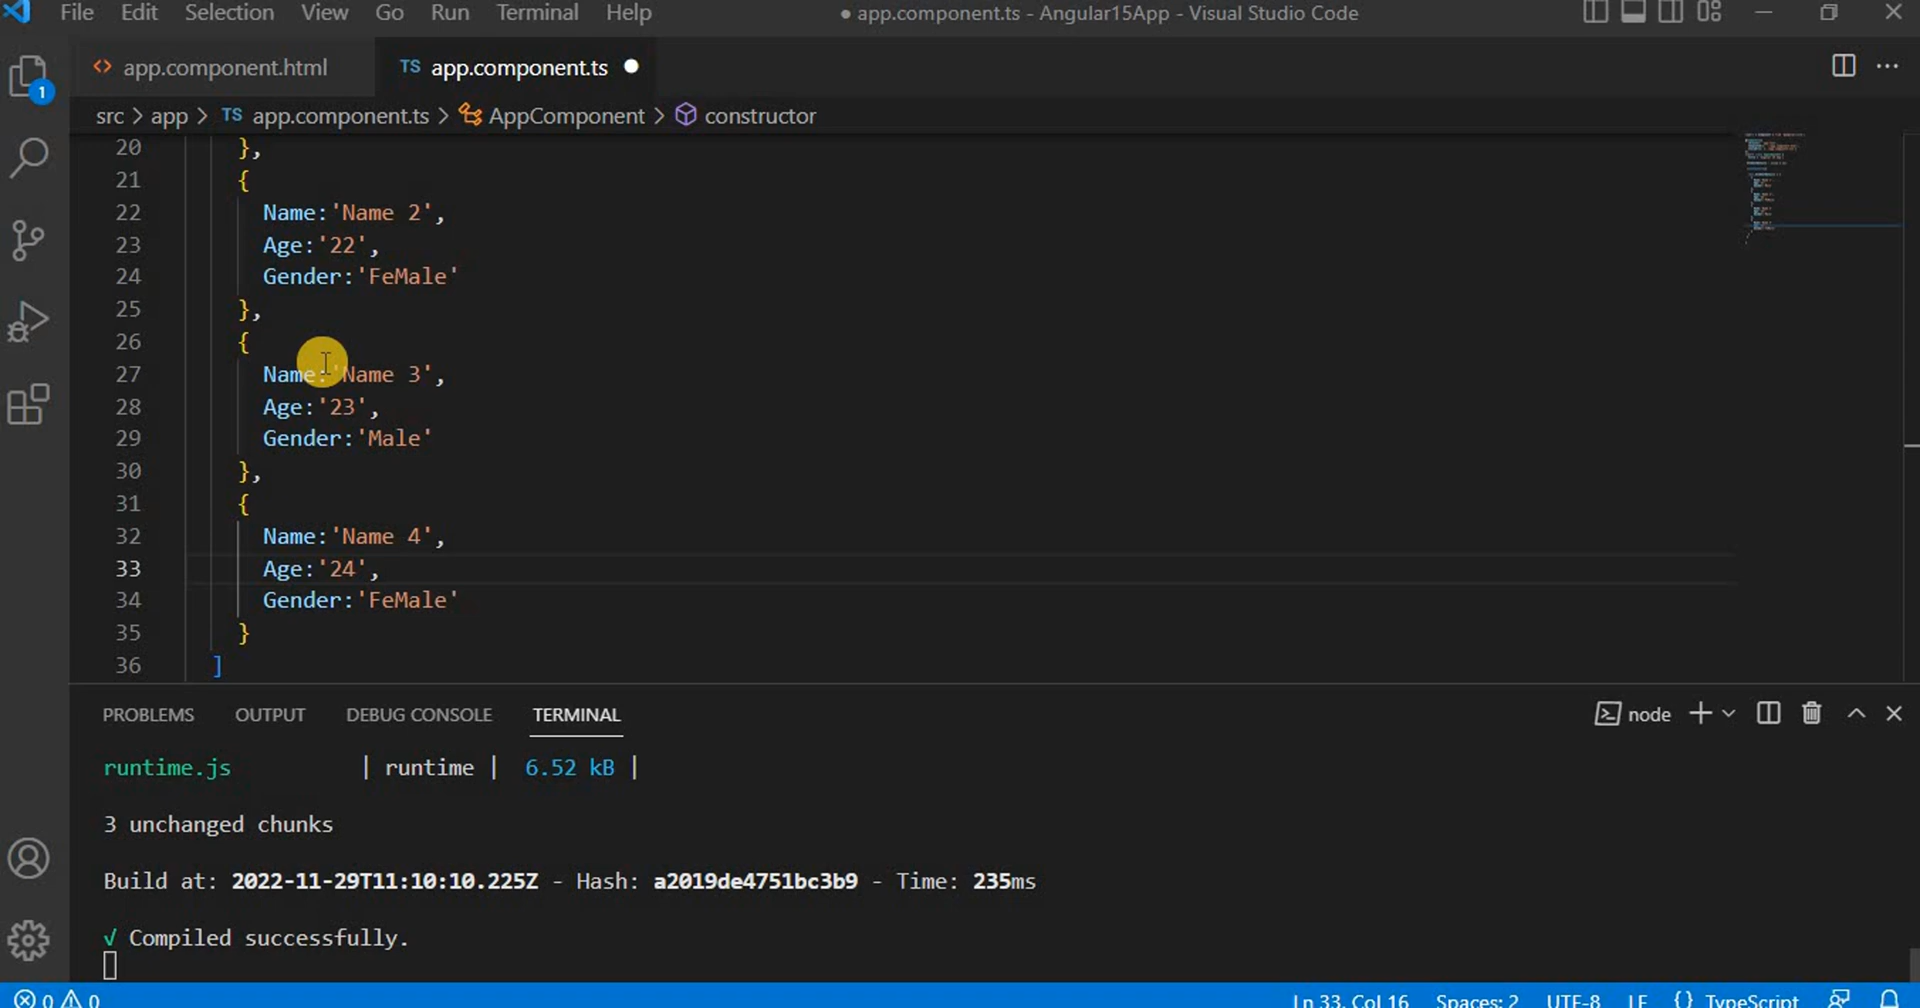 File Edit Selection View Go Run Terminal Help ● app.component.ts - Angular15App - Visual Studio Code
<> app.component.html TS app.component.ts ●
1
src > app > TS app.component.ts > AppComponent > constructor
20 },
21 {
22 Name:'Name 2',
23 Age:'22',
24 Gender:'FeMale'
25 },
26 {
27 Name:'Name 3',
28 Age:'23',
29 Gender:'Male'
30 },
31 {
32 Name:'Name 4',
33 Age:'24',
34 Gender:'FeMale'
35 }
36 ]
PROBLEMS OUTPUT DEBUG CONSOLE TERMINAL node
runtime.js | runtime | 6.52 kB |
3 unchanged chunks
Build at: 2022-11-29T11:10:10.225Z - Hash: a2019de4751bc3b9 - Time: 235ms
√ Compiled successfully.
0 0 Ln 33, Col 16 Spaces: 2 UTF-8 LF {} TypeScript